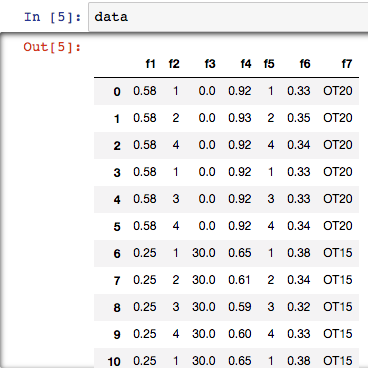 In [5]: data
Out[5]:
f1 f2 f3 f4 f5 f6 f7
0 0.58 1 0.0 0.92 1 0.33 OT20
1 0.58 2 0.0 0.93 2 0.35 OT20
2 0.58 4 0.0 0.92 4 0.34 OT20
3 0.58 1 0.0 0.92 1 0.33 OT20
4 0.58 3 0.0 0.92 3 0.33 OT20
5 0.58 4 0.0 0.92 4 0.34 OT20
6 0.25 1 30.0 0.65 1 0.38 OT15
7 0.25 2 30.0 0.61 2 0.34 OT15
8 0.25 3 30.0 0.59 3 0.32 OT15
9 0.25 4 30.0 0.60 4 0.33 OT15
10 0.25 1 30.0 0.65 1 0.38 OT15